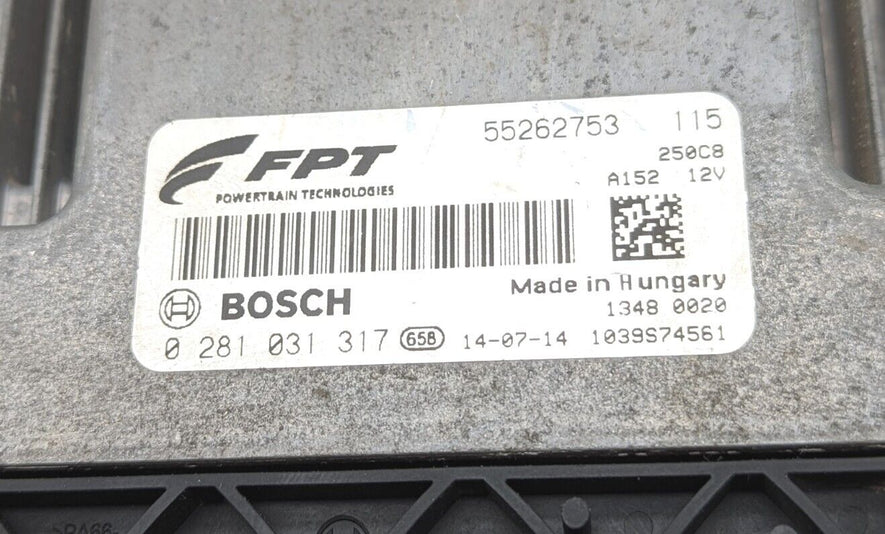 FPT
POWERTRAIN TECHNOLOGIES
55262753 115
250C8
A152 12V
Made in Hungary
BOSCH
1348 0020
0 281 031 317 65B 14-07-14 1039S74561